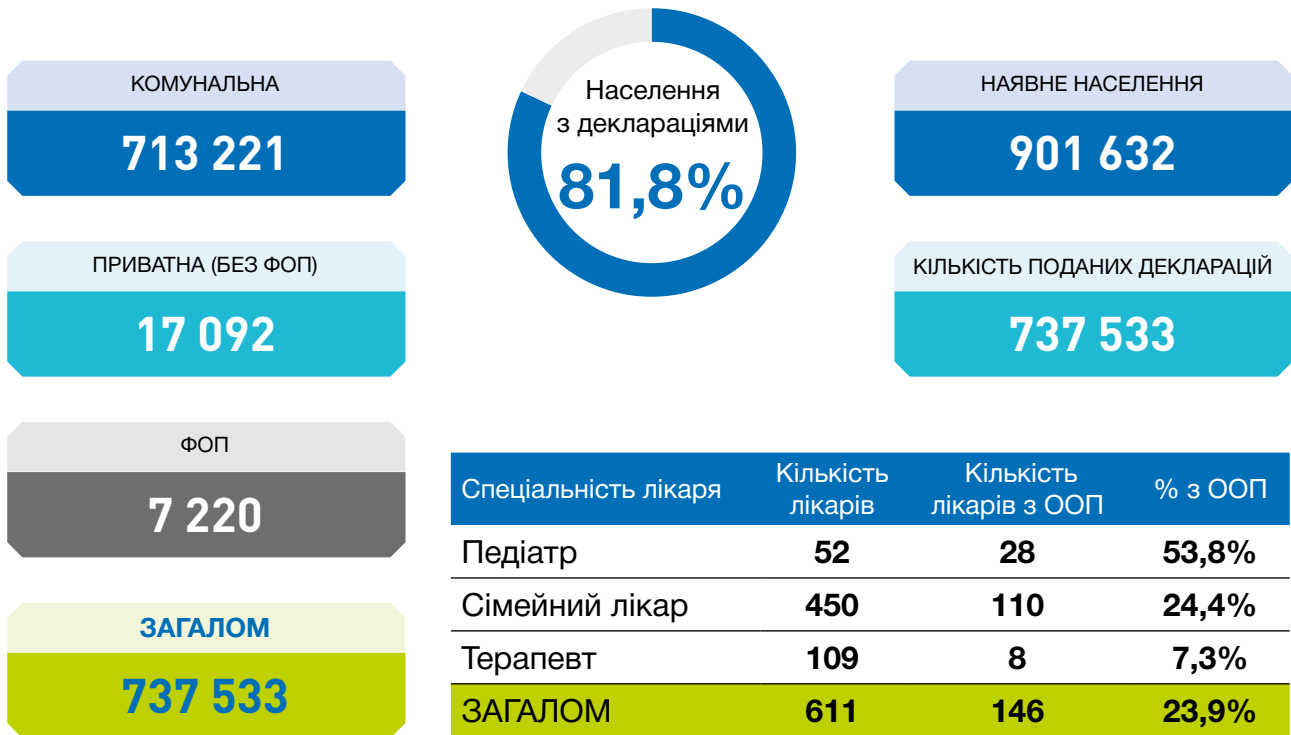 КОМУНАЛЬНА
713 221
ПРИВАТНА (БЕЗ ФОП)
17 092
ФОП
7 220
ЗАГАЛОМ
737 533
Населення
з деклараціями
81,8%
НАЯВНЕ НАСЕЛЕННЯ
901 632
КІЛЬКІСТЬ ПОДАНИХ ДЕКЛАРАЦІЙ
737 533
Спеціальність лікаря Кількість лікарів Кількість лікарів з ООП % з ООП
Педіатр 52 28 53,8%
Сімейний лікар 450 110 24,4%
Терапевт 109 8 7,3%
ЗАГАЛОМ 611 146 23,9%